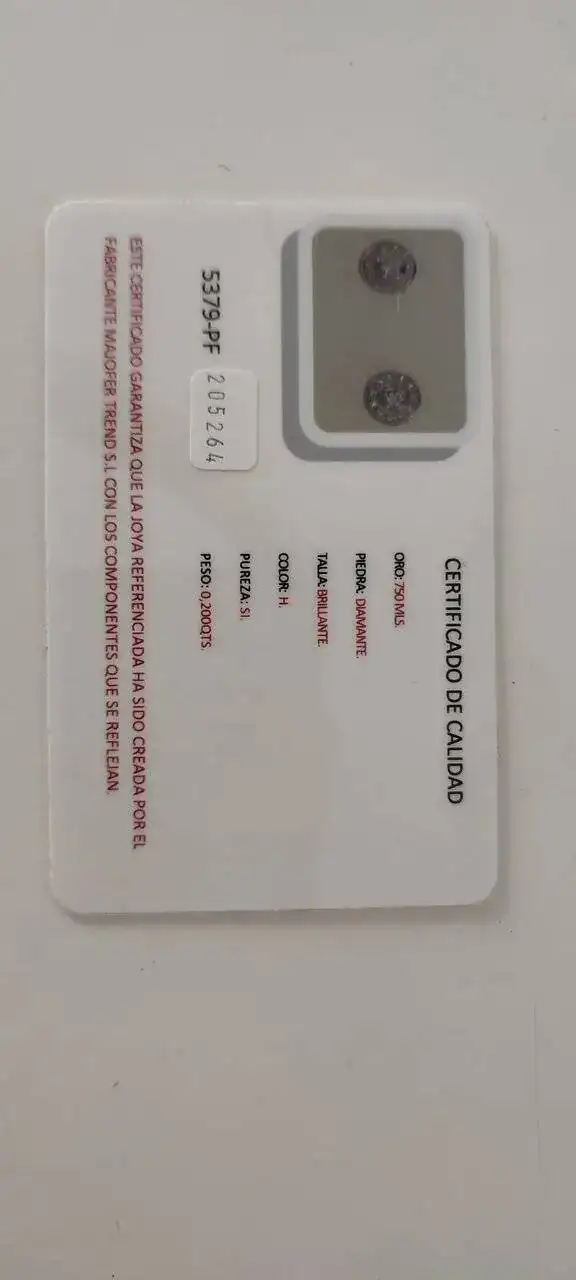 CERTIFICADO DE CALIDAD
ORO: 750 MLS.
PIEDRA: DIAMANTE.
TALLA: BRILLANTE.
COLOR: H.
PUREZA: SI.
PESO: 0,200QTS.
5379-PF 205264
ESTE CERTIFICADO GARANTIZA QUE LA JOYA REFERENCIADA HA SIDO CREADA POR EL
FABRICANTE MAJOFER TREND S.L CON LOS COMPONENTES QUE SE REFLEJAN.